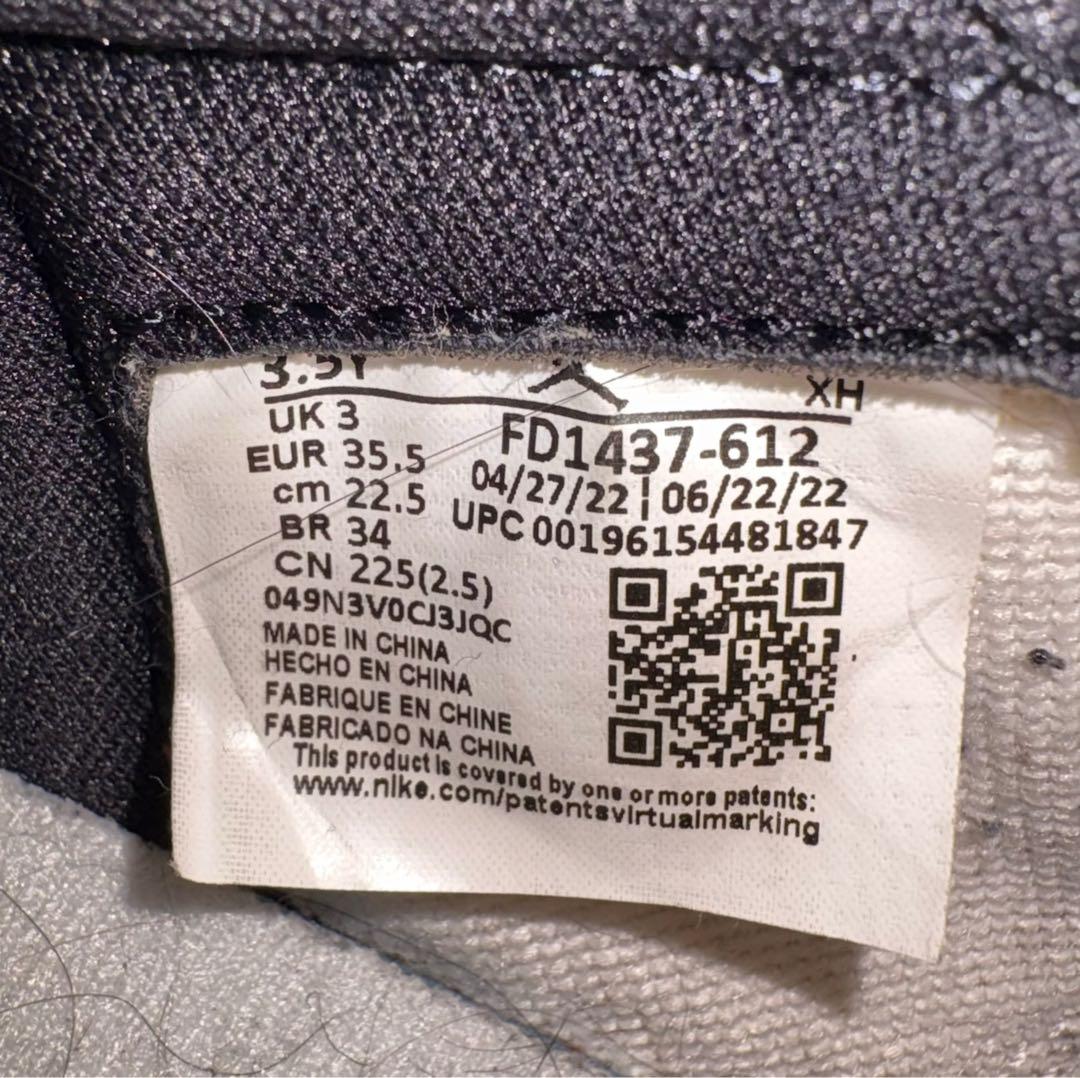 3.5Y
XH
UK 3
EUR 35.5
cm 22.5
BR 34
CN 225(2.5)
FD1437-612
04/27/22 | 06/22/22
UPC 00196154481847
049N3V0CJ3JQC
MADE IN CHINA
HECHO EN CHINA
FABRIQUE EN CHINE
FABRICADO NA CHINA
This product is covered by one or more patents:
www.nike.com/patentsvirtualmarking